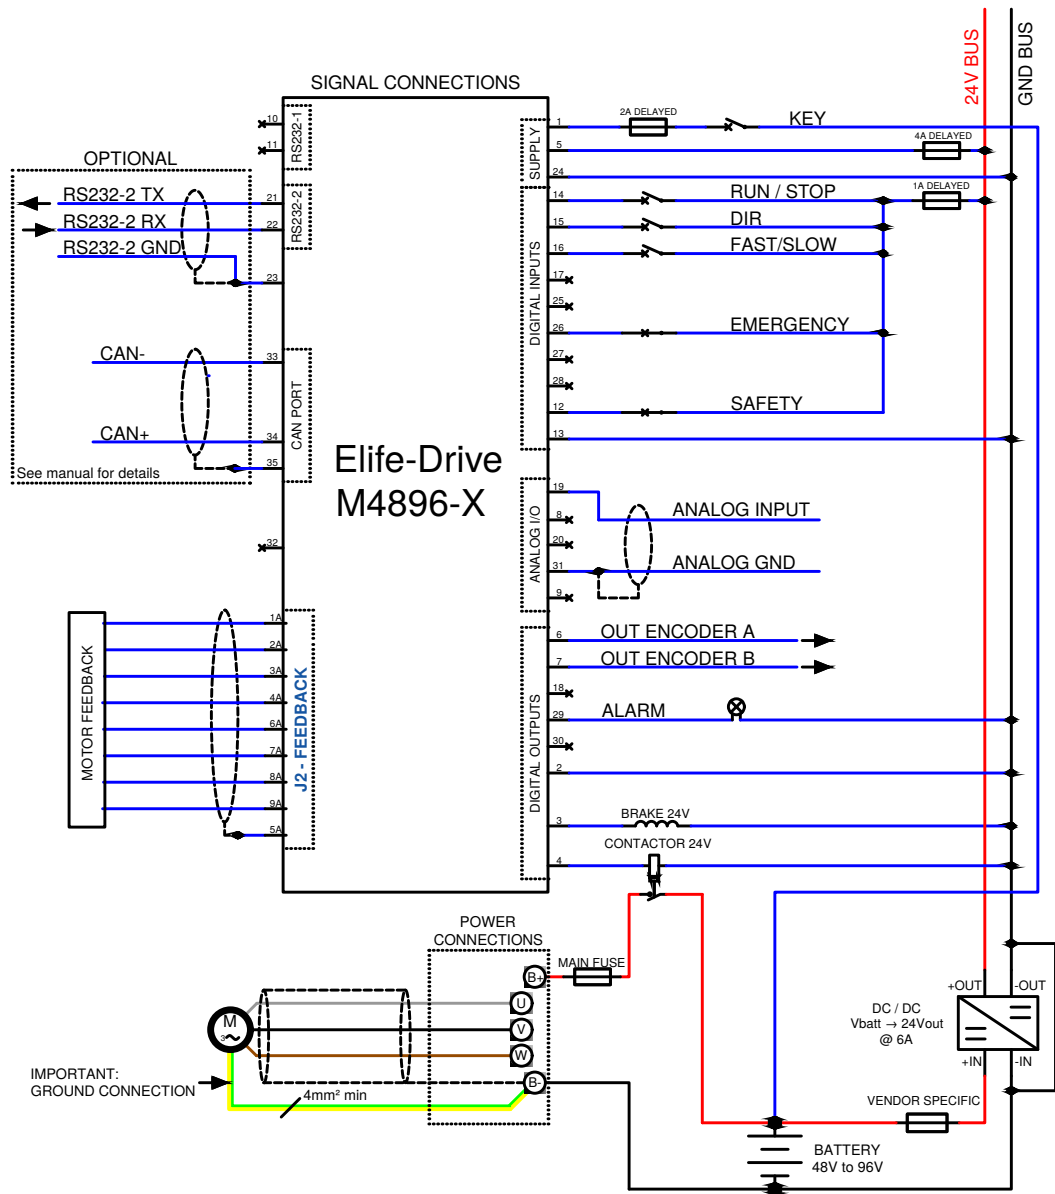 SIGNAL CONNECTIONS
24V BUS
GND BUS
OPTIONAL
10
11
RS232-1
RS232-2 TX
21
RS232-2 RX
22
RS232-2
RS232-2 GND
23
CAN-
33
CAN+
34
35
CAN PORT
See manual for details
32
Elife-Drive
M4896-X
SUPPLY
1
2A DELAYED
KEY
5
4A DELAYED
24
DIGITAL INPUTS
14
RUN / STOP
1A DELAYED
15
DIR
16
FAST/SLOW
17
25
26
EMERGENCY
27
28
12
SAFETY
13
ANALOG I/O
19
8
ANALOG INPUT
20
31
ANALOG GND
9
DIGITAL OUTPUTS
6
OUT ENCODER A
7
OUT ENCODER B
18
29
ALARM
30
2
3
BRAKE 24V
CONTACTOR 24V
4
MOTOR FEEDBACK
1A
2A
3A
4A
6A
7A
8A
9A
5A
J2 - FEEDBACK
POWER
CONNECTIONS
B+
MAIN FUSE
U
V
W
B-
M
3
IMPORTANT:
GROUND CONNECTION
4mm² min
+OUT
-OUT
DC / DC
Vbatt → 24Vout
@ 6A
+IN
-IN
VENDOR SPECIFIC
BATTERY
48V to 96V